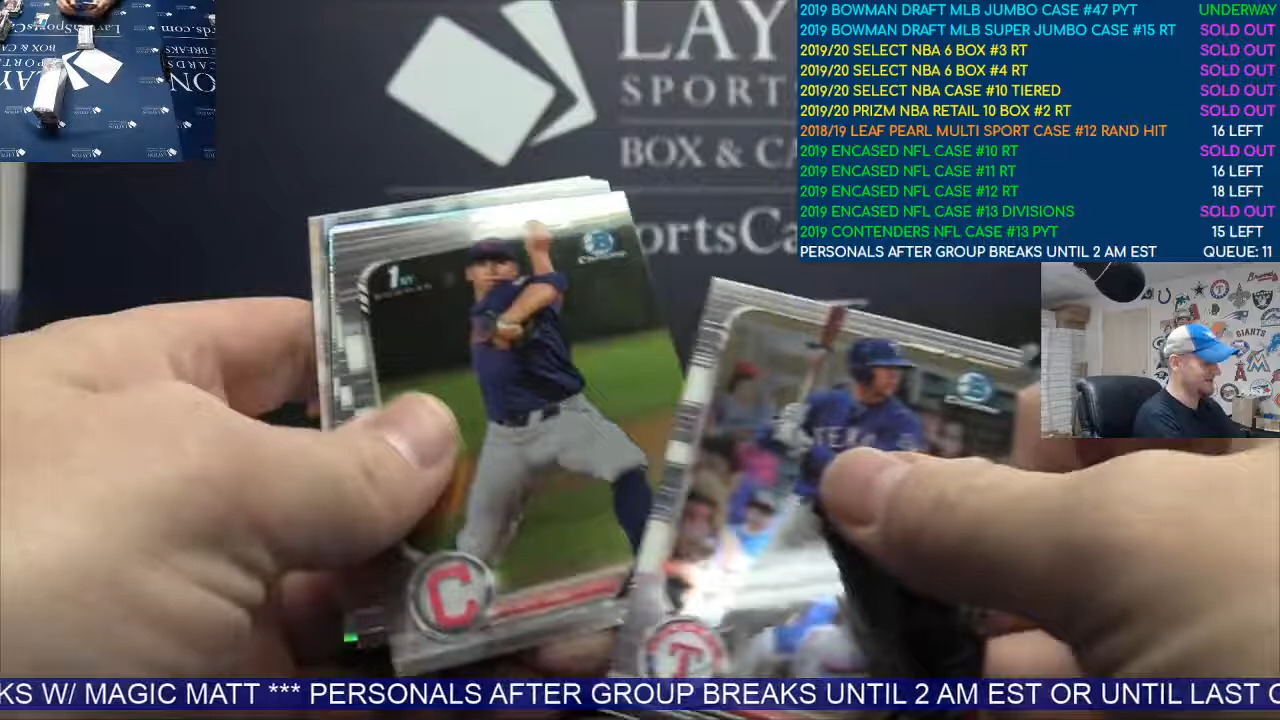 2019 BOWMAN DRAFT MLB JUMBO CASE #47 PYT UNDERWAY
2019 BOWMAN DRAFT MLB SUPER JUMBO CASE #15 RT SOLD OUT
2019/20 SELECT NBA 6 BOX #3 RT SOLD OUT
2019/20 SELECT NBA 6 BOX #4 RT SOLD OUT
2019/20 SELECT NBA CASE #10 TIERED SOLD OUT
2019/20 PRIZM NBA RETAIL 10 BOX #2 RT SOLD OUT
2018/19 LEAF PEARL MULTI SPORT CASE #12 RAND HIT 16 LEFT
2019 ENCASED NFL CASE #10 RT SOLD OUT
2019 ENCASED NFL CASE #11 RT 16 LEFT
2019 ENCASED NFL CASE #12 RT 18 LEFT
2019 ENCASED NFL CASE #13 DIVISIONS SOLD OUT
2019 CONTENDERS NFL CASE #13 PYT 15 LEFT
PERSONALS AFTER GROUP BREAKS UNTIL 2 AM EST QUEUE: 11
LAY
SPORT
BOX & CA
ortsCa
1ST
BOWMAN
C
TEXA
T
GIANTS
KS W/ MAGIC MATT *** PERSONALS AFTER GROUP BREAKS UNTIL 2 AM EST OR UNTIL LAST C